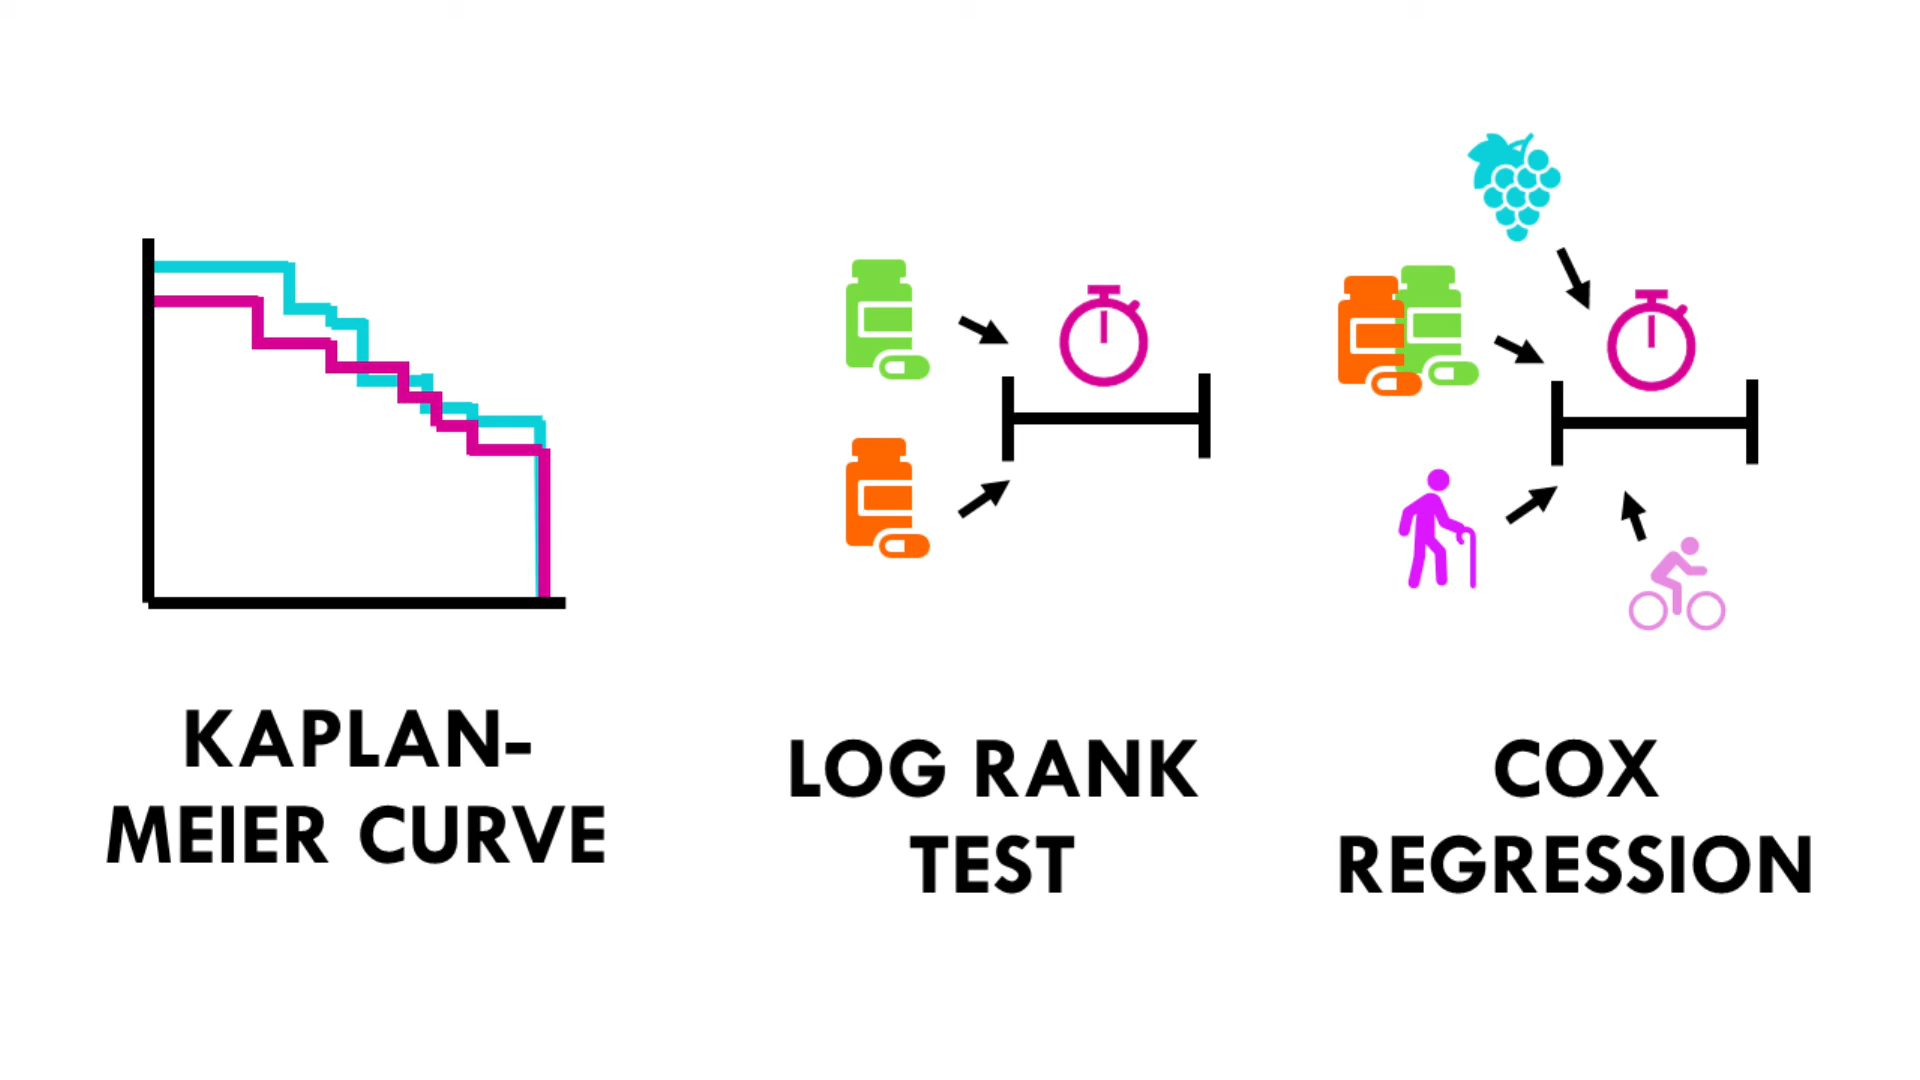 KAPLAN-
MEIER CURVE
LOG RANK
TEST
COX
REGRESSION